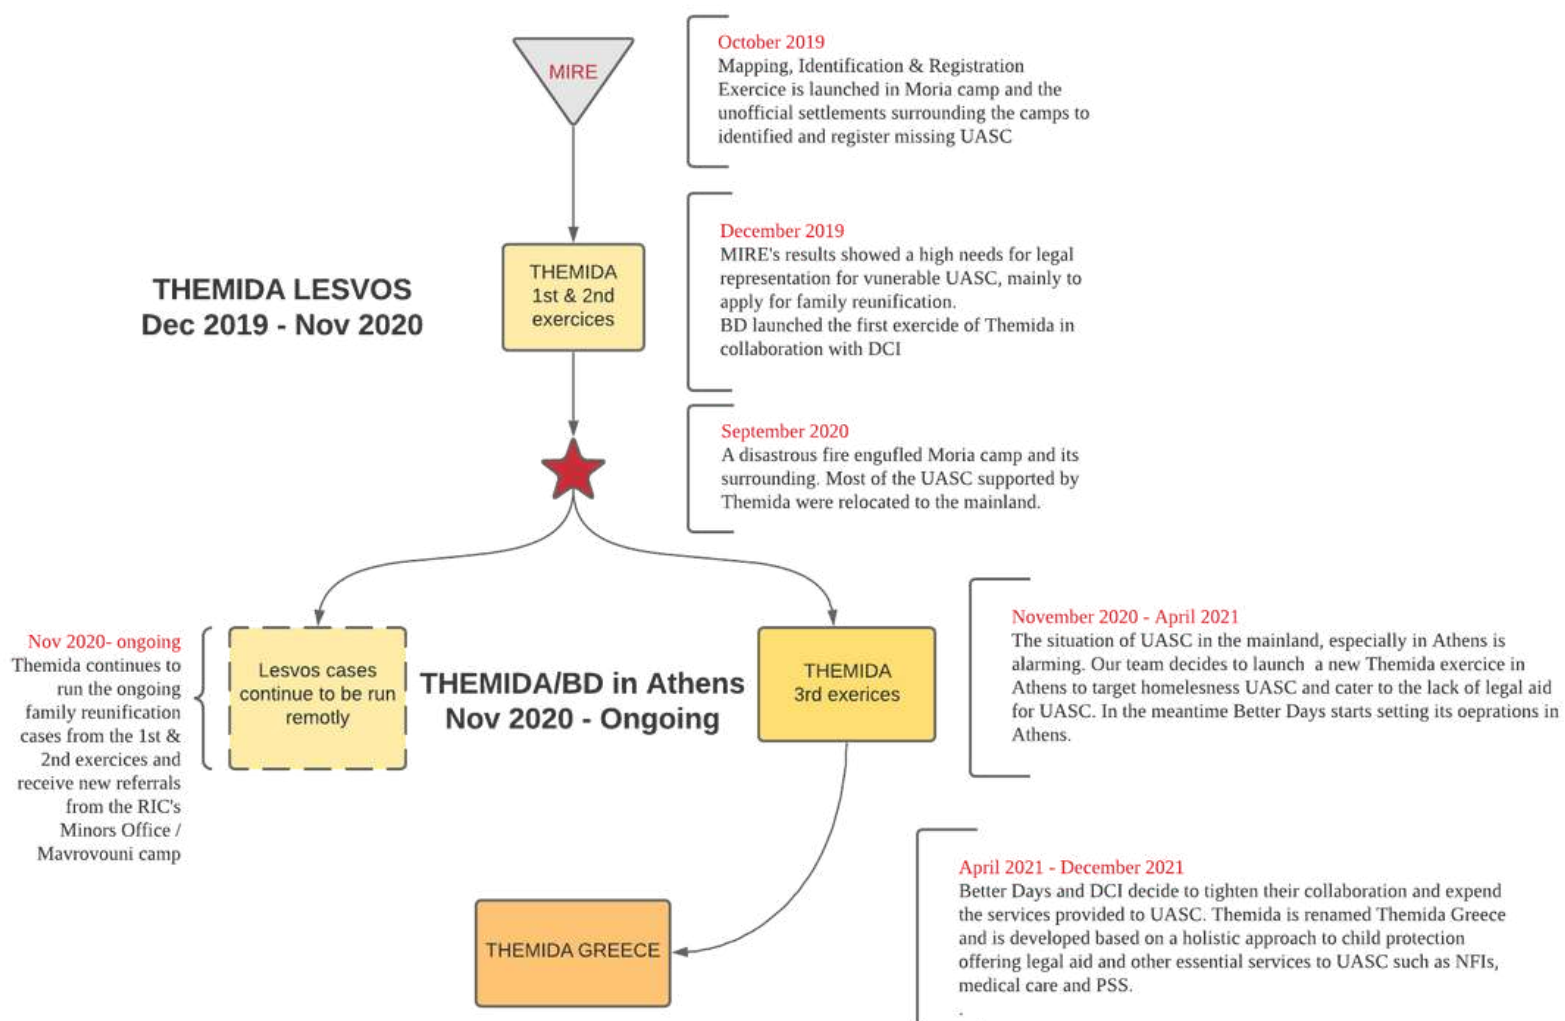 MIRE
October 2019
Mapping, Identification & Registration
Exercice is launched in Moria camp and the
unofficial settlements surrounding the camps to
identified and register missing UASC
THEMIDA LESVOS
Dec 2019 - Nov 2020
THEMIDA
1st & 2nd
exercices
December 2019
MIRE's results showed a high needs for legal
representation for vunerable UASC, mainly to
apply for family reunification.
BD launched the first exercide of Themida in
collaboration with DCI
September 2020
A disastrous fire engufled Moria camp and its
surrounding. Most of the UASC supported by
Themida were relocated to the mainland.
Nov 2020- ongoing
Themida continues to
run the ongoing
family reunification
cases from the 1st &
2nd exercices and
receive new referrals
from the RIC's
Minors Office /
Mavrovouni camp
Lesvos cases
continue to be run
remotly
THEMIDA/BD in Athens
Nov 2020 - Ongoing
THEMIDA
3rd exerices
November 2020 - April 2021
The situation of UASC in the mainland, especially in Athens is
alarming. Our team decides to launch  a new Themida exercice in
Athens to target homelesness UASC and cater to the lack of legal aid
for UASC. In the meantime Better Days starts setting its oeprations in
Athens.
THEMIDA GREECE
April 2021 - December 2021
Better Days and DCI decide to tighten their collaboration and expend
the services provided to UASC. Themida is renamed Themida Greece
and is developed based on a holistic approach to child protection
offering legal aid and other essential services to UASC such as NFIs,
medical care and PSS.
.